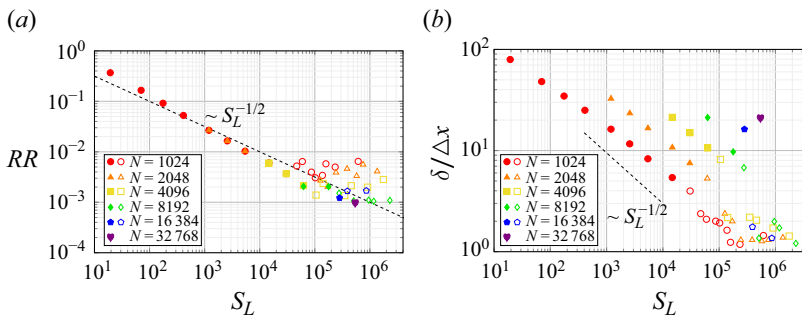 (a)
10^0
10^{-1}
10^{-2}
10^{-3}
10^{-4}
RR
~ S_L^{-1/2}
N = 1024
N = 2048
N = 4096
N = 8192
N = 16 384
N = 32 768
10^1 10^2 10^3 10^4 10^5 10^6
S_L
(b)
10^2
10^1
10^0
δ/△x
~ S_L^{-1/2}
N = 1024
N = 2048
N = 4096
N = 8192
N = 16 384
N = 32 768
10^1 10^2 10^3 10^4 10^5 10^6
S_L